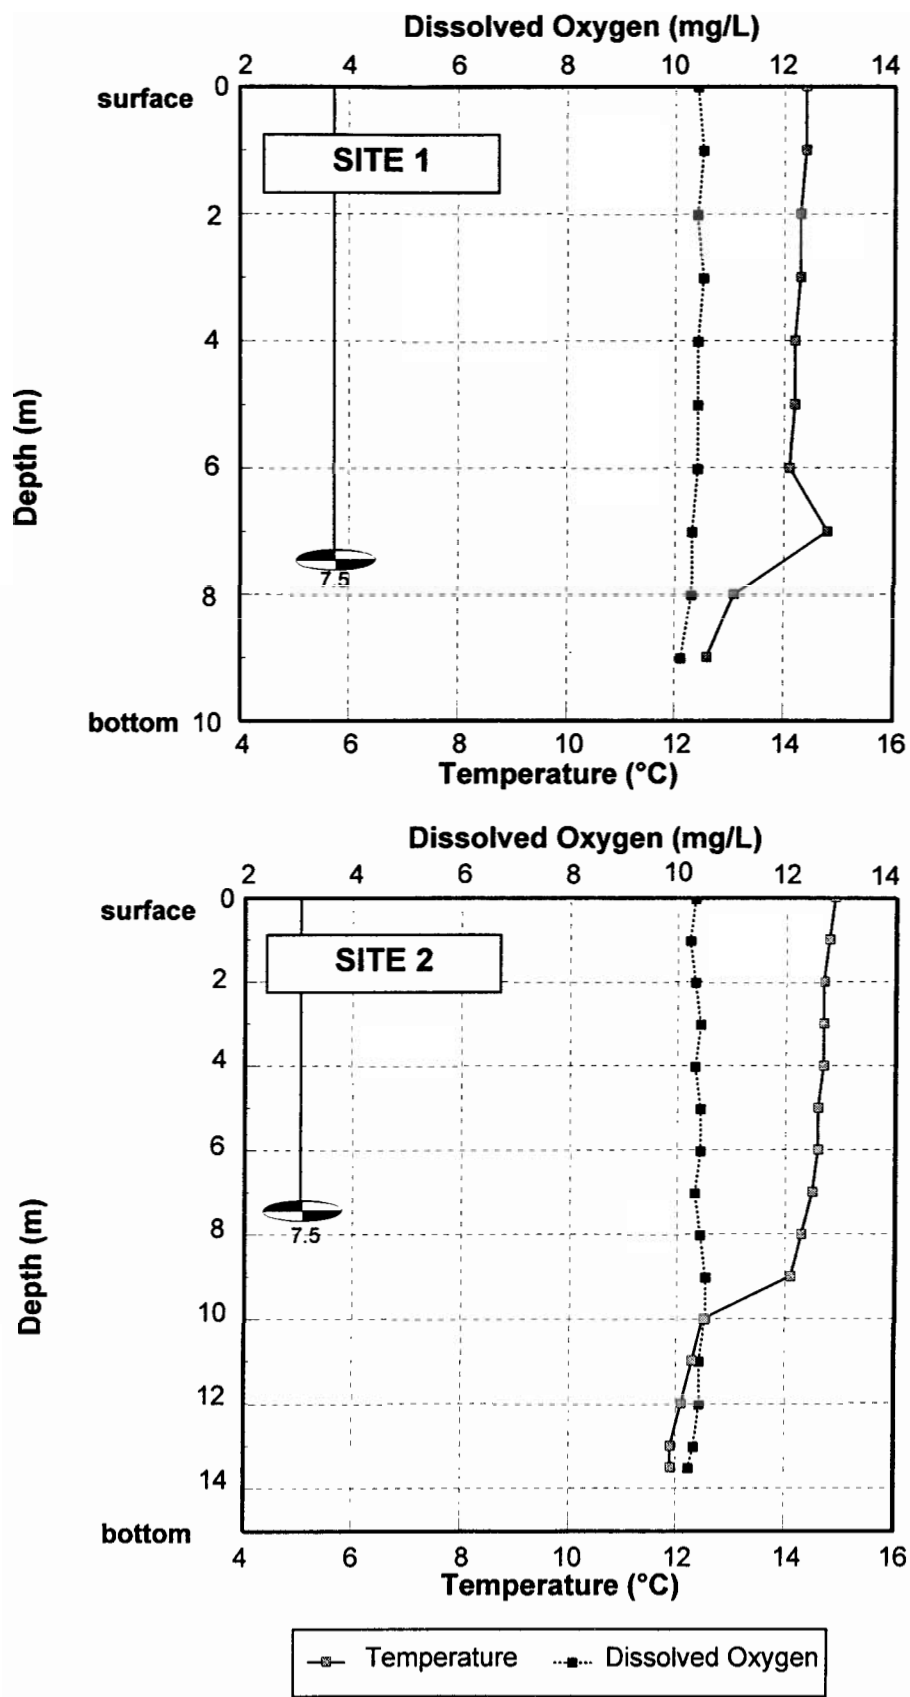 Dissolved Oxygen (mg/L)
2 4 6 8 10 12 14
surface 0
SITE 1
2
4
Depth (m)
6
7.5
8
bottom 10
4 6 8 10 12 14 16
Temperature (°C)
Dissolved Oxygen (mg/L)
2 4 6 8 10 12 14
surface 0
SITE 2
2
4
6
Depth (m)
8
7.5
10
12
14
bottom
4 6 8 10 12 14 16
Temperature (°C)
Temperature Dissolved Oxygen